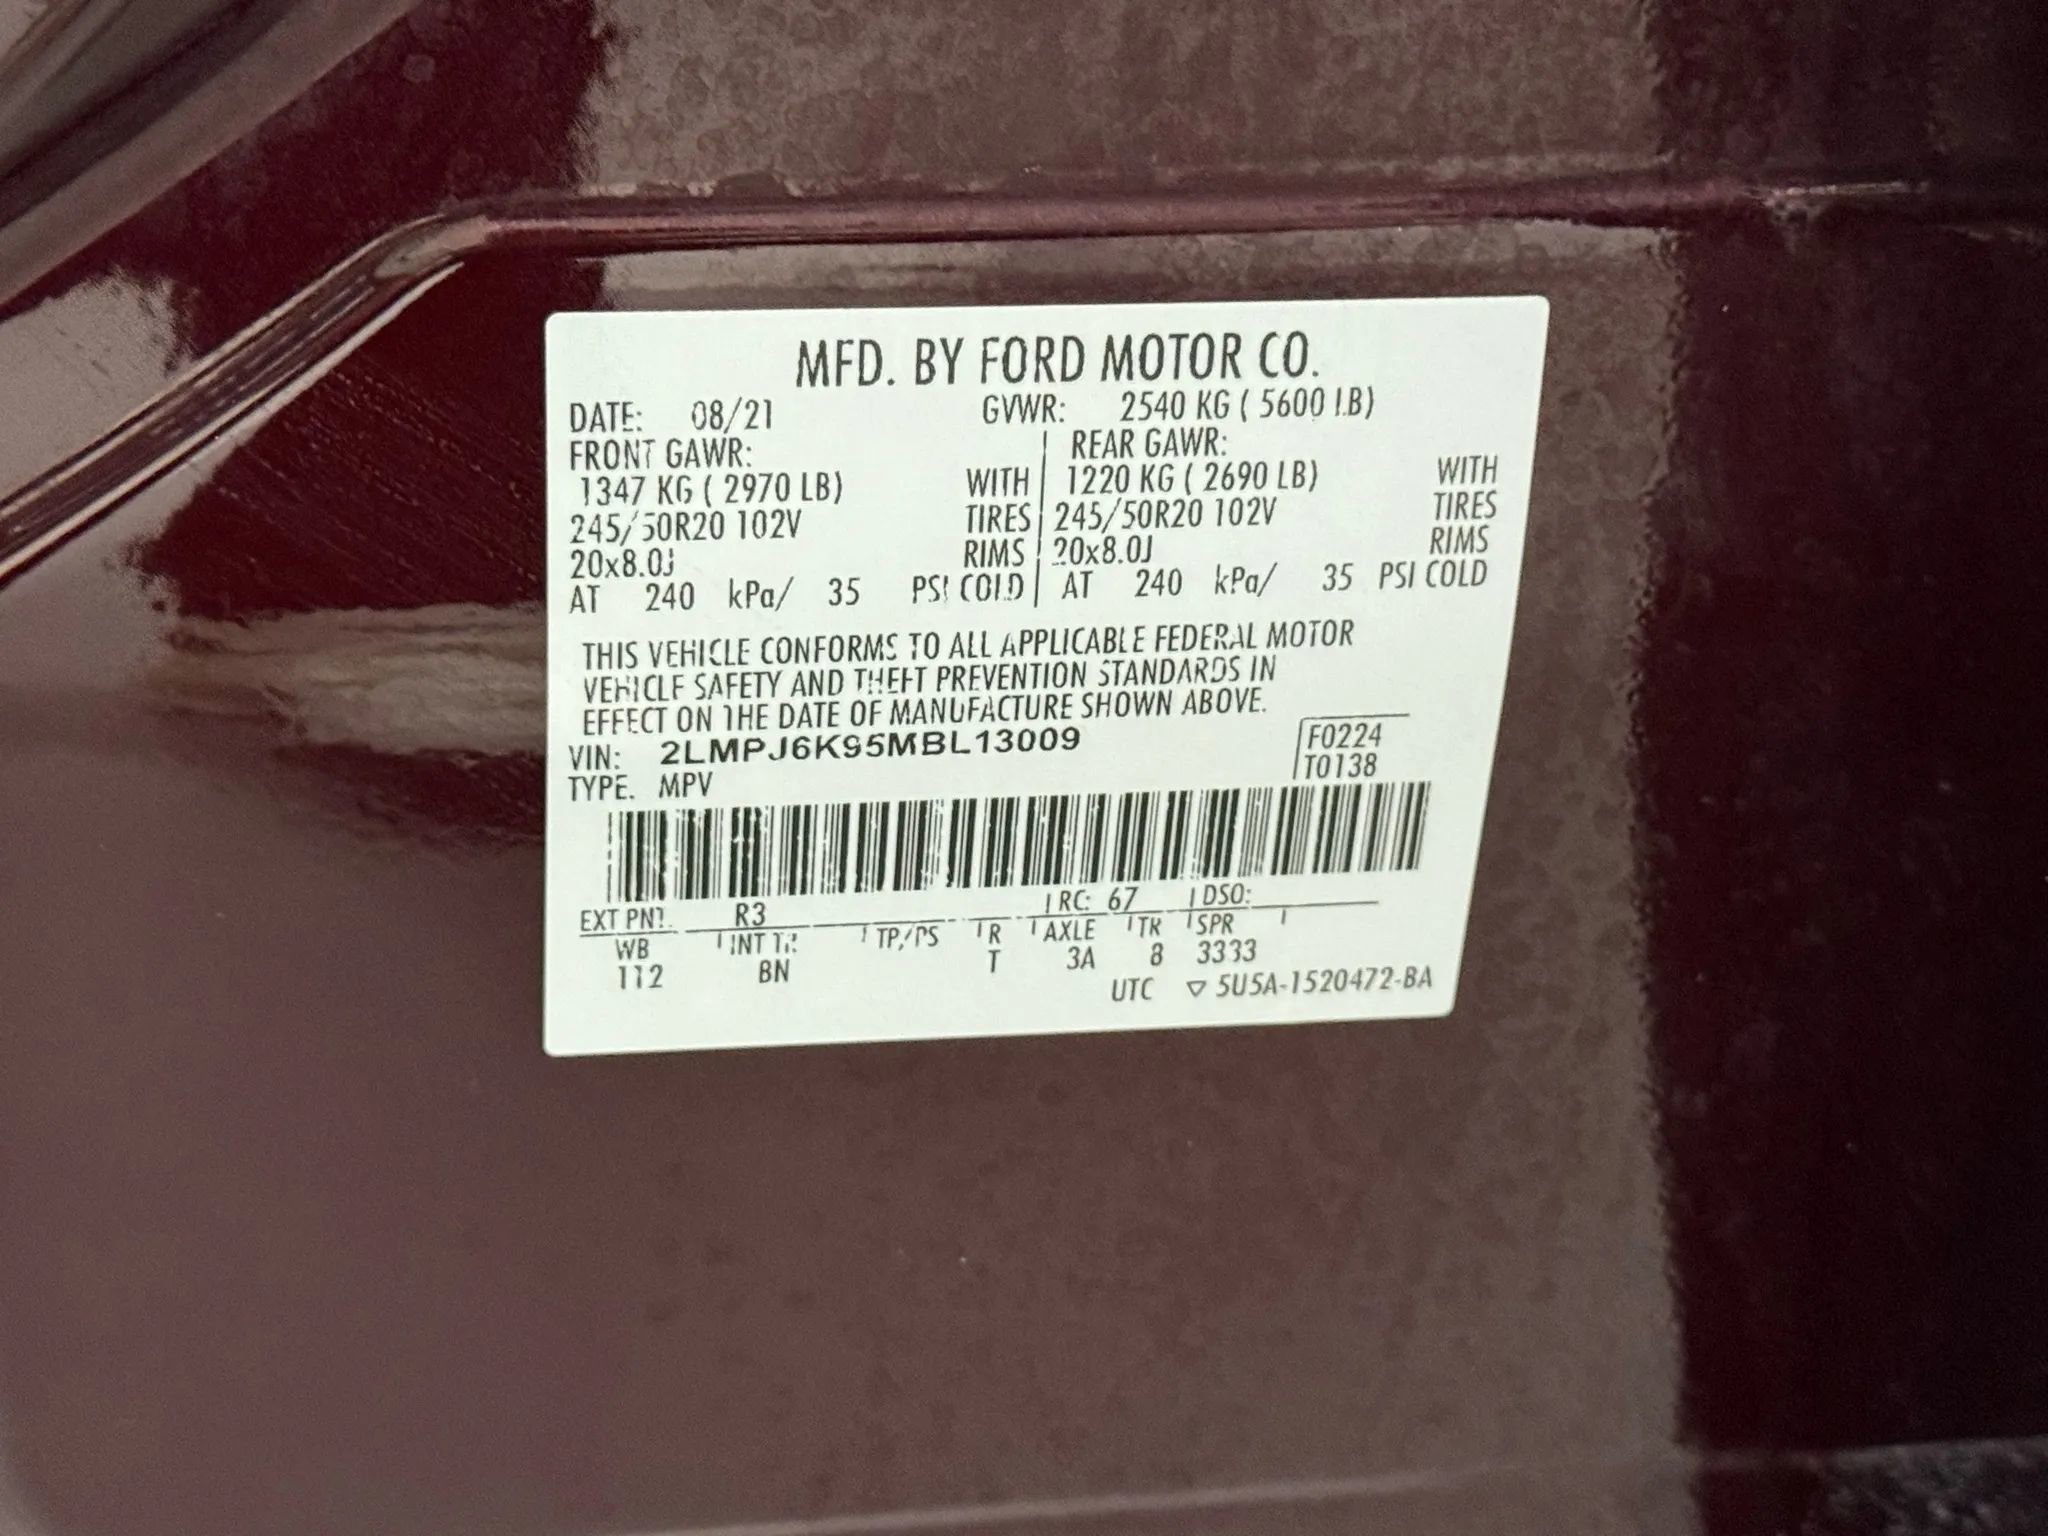 MFD. BY FORD MOTOR CO.
DATE: 08/21 GVWR: 2540 KG ( 5600 LB)
FRONT GAWR: REAR GAWR:
1347 KG ( 2970 LB) WITH 1220 KG ( 2690 LB) WITH
245/50R20 102V TIRES 245/50R20 102V TIRES
20x8.0J RIMS 20x8.0J RIMS
AT 240 kPa/ 35 PSI COLD AT 240 kPa/ 35 PSI COLD
THIS VEHICLE CONFORMS TO ALL APPLICABLE FEDERAL MOTOR
VEHICLE SAFETY AND THEFT PREVENTION STANDARDS IN
EFFECT ON THE DATE OF MANUFACTURE SHOWN ABOVE.
VIN: 2LMPJ6K95MBL13009 F0224
TYPE: MPV T0138
EXT PNT: R3 RC: 67 DSO:
WB INT TR TP/PS R AXLE TR SPR
112 BN T 3A 8 3333
UTC ▽ 5U5A-1520472-BA